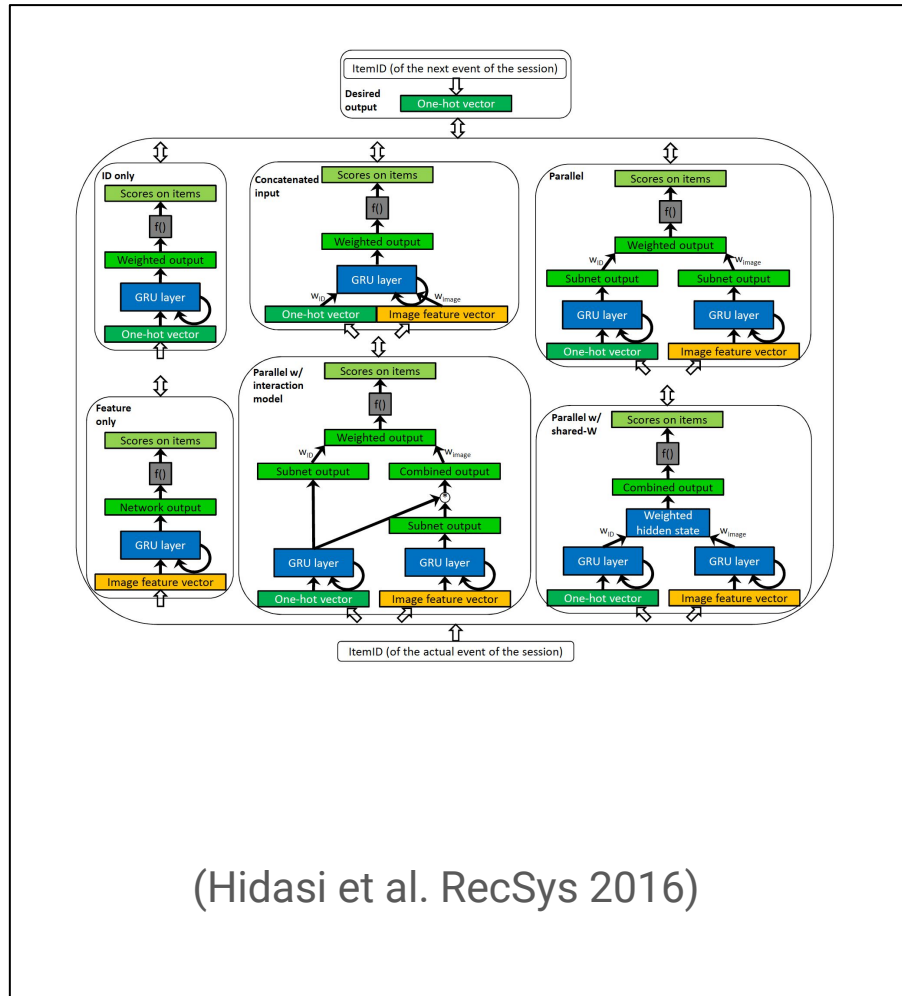 ItemID (of the next event of the session)
Desired
output
One-hot vector
ID only
Scores on items
f()
Weighted output
GRU layer
One-hot vector
Concatenated
input
Scores on items
f()
Weighted output
GRU layer
wID
wimage
One-hot vector
Image feature vector
Parallel
Scores on items
f()
Weighted output
wID
wimage
Subnet output
Subnet output
GRU layer
GRU layer
One-hot vector
Image feature vector
Feature
only
Scores on items
f()
Network output
GRU layer
Image feature vector
Parallel w/
interaction
model
Scores on items
f()
Weighted output
wID
wimage
Subnet output
Combined output
*
Subnet output
GRU layer
GRU layer
One-hot vector
Image feature vector
Parallel w/
shared-W
Scores on items
f()
Combined output
Weighted
hidden state
wID
wimage
GRU layer
GRU layer
One-hot vector
Image feature vector
ItemID (of the actual event of the session)
(Hidasi et al. RecSys 2016)